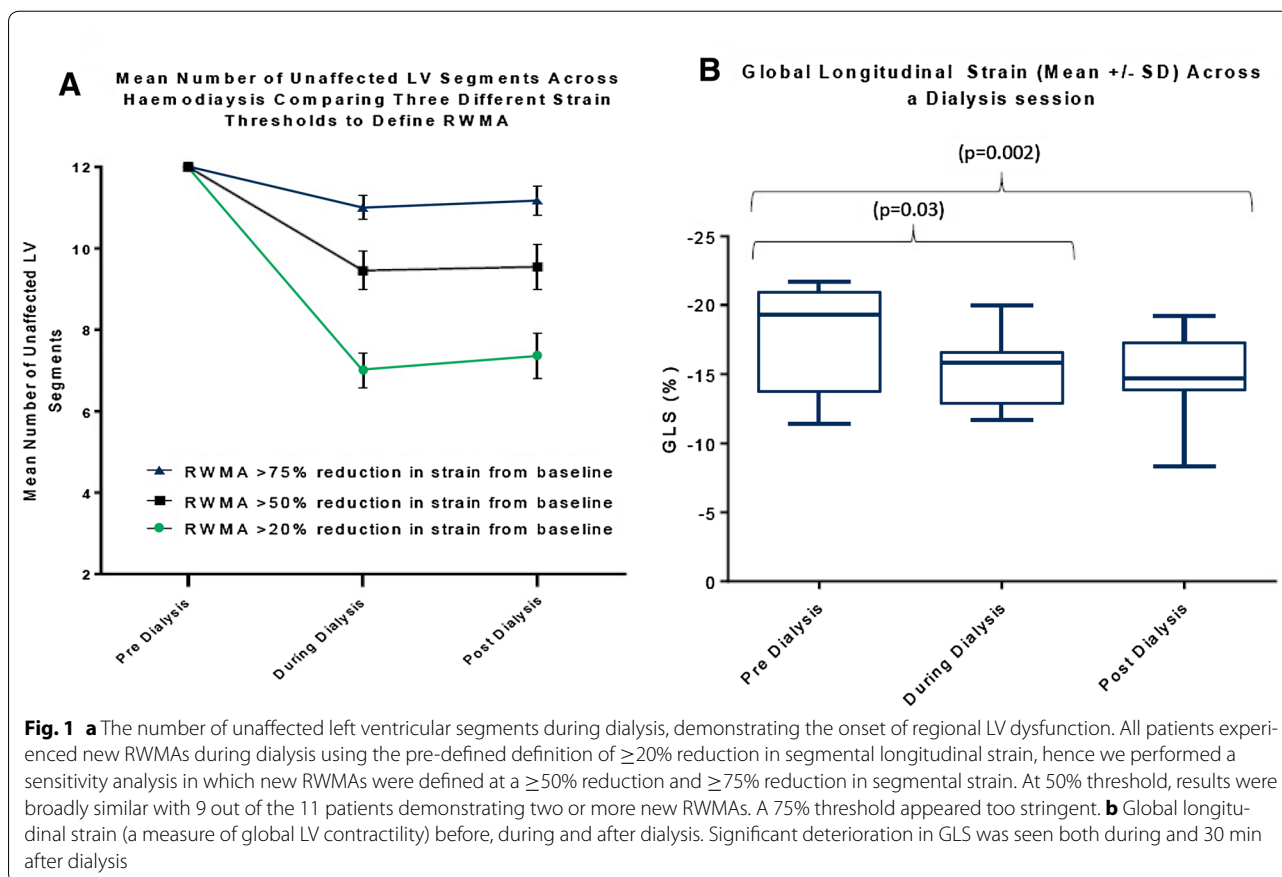 A
Mean Number of Unaffected LV Segments Across
Haemodiaysis Comparing Three Different Strain
Thresholds to Define RWMA
Mean Number of Unaffected LV
Segments
12
10
8
6
4
2
RWMA >75% reduction in strain from baseline
RWMA >50% reduction in strain from baseline
RWMA >20% reduction in strain from baseline
Pre Dialysis
During Dialysis
Post Dialysis
B
Global Longitudinal Strain (Mean +/- SD) Across
a Dialysis session
(p=0.002)
(p=0.03)
GLS (%)
-25
-20
-15
-10
-5
0
Pre Dialysis
During Dialysis
Post Dialysis
Fig. 1 a The number of unaffected left ventricular segments during dialysis, demonstrating the onset of regional LV dysfunction. All patients experi-
enced new RWMAs during dialysis using the pre-defined definition of ≥20% reduction in segmental longitudinal strain, hence we performed a
sensitivity analysis in which new RWMAs were defined at a ≥50% reduction and ≥75% reduction in segmental strain. At 50% threshold, results were
broadly similar with 9 out of the 11 patients demonstrating two or more new RWMAs. A 75% threshold appeared too stringent. b Global longitu-
dinal strain (a measure of global LV contractility) before, during and after dialysis. Significant deterioration in GLS was seen both during and 30 min
after dialysis